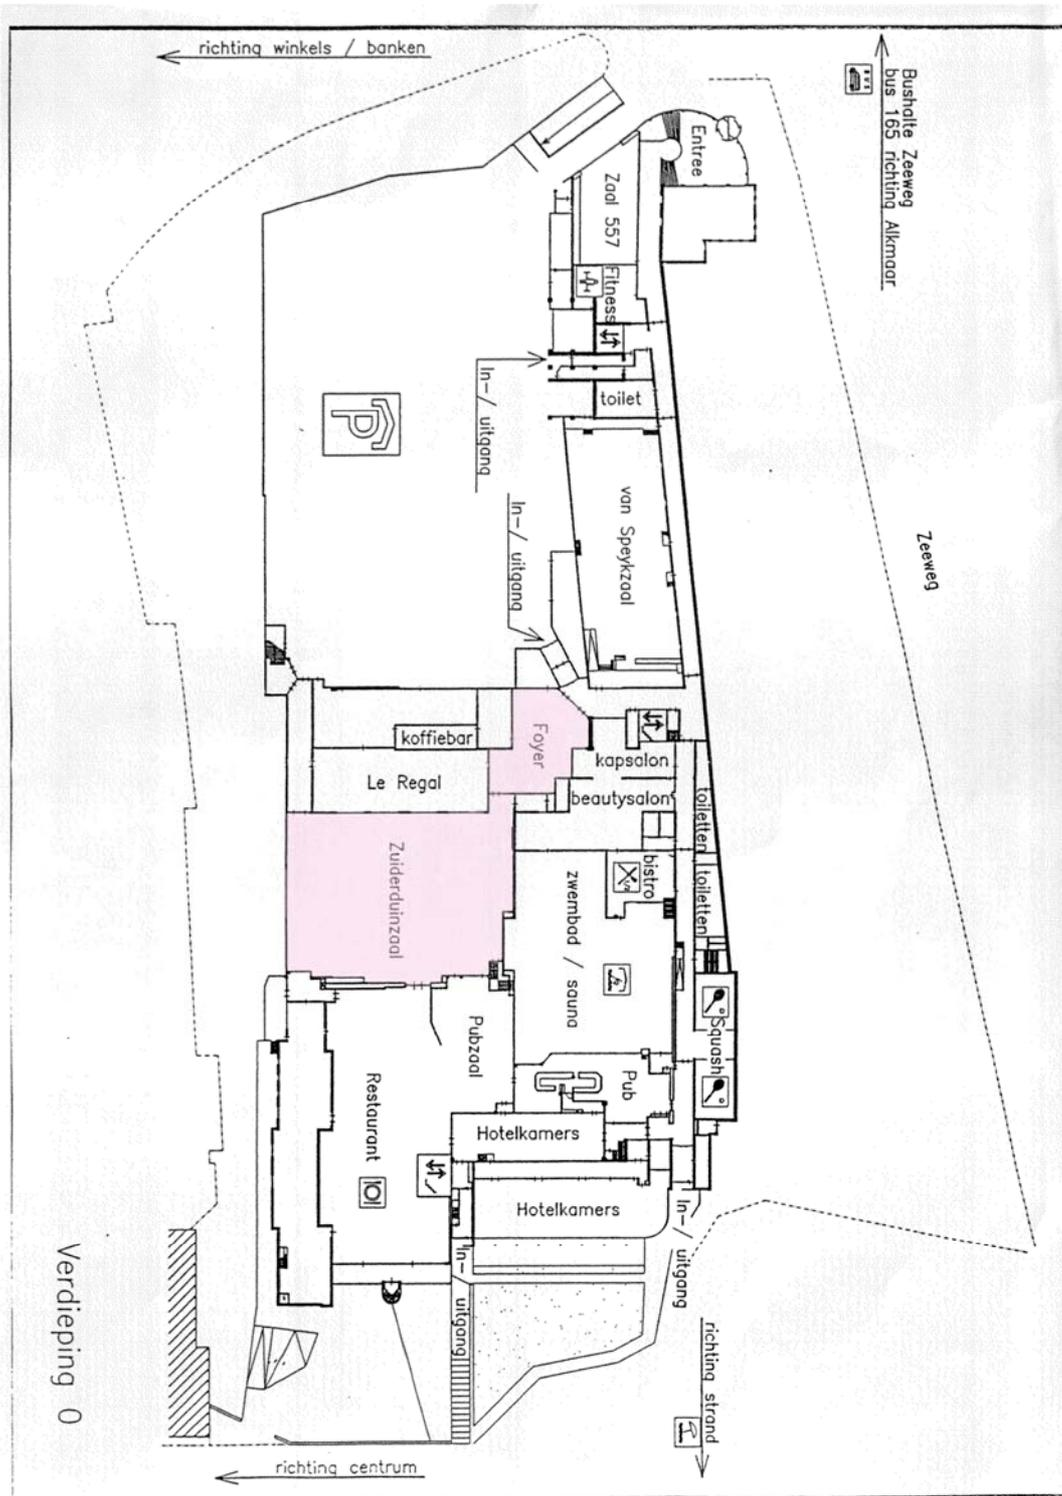 richting winkels / banken
Bushalte Zeeweg
bus 165 richting Alkmaar
BUS
Entree
Zaal 557
Fitness
In-/ uitgang
toilet
P
van Speykzaal
In-/ uitgang
Zeeweg
Foyer
koffiebar
kapsalon
Le Regal
beautysalon
toiletten
Zuiderduinzaal
bistro
toiletten
zwembad / sauna
Squash
Pubzaal
Pub
Restaurant
Hotelkamers
Hotelkamers
In-/ uitgang
In-/ uitgang
Verdieping 0
richting strand
richting centrum